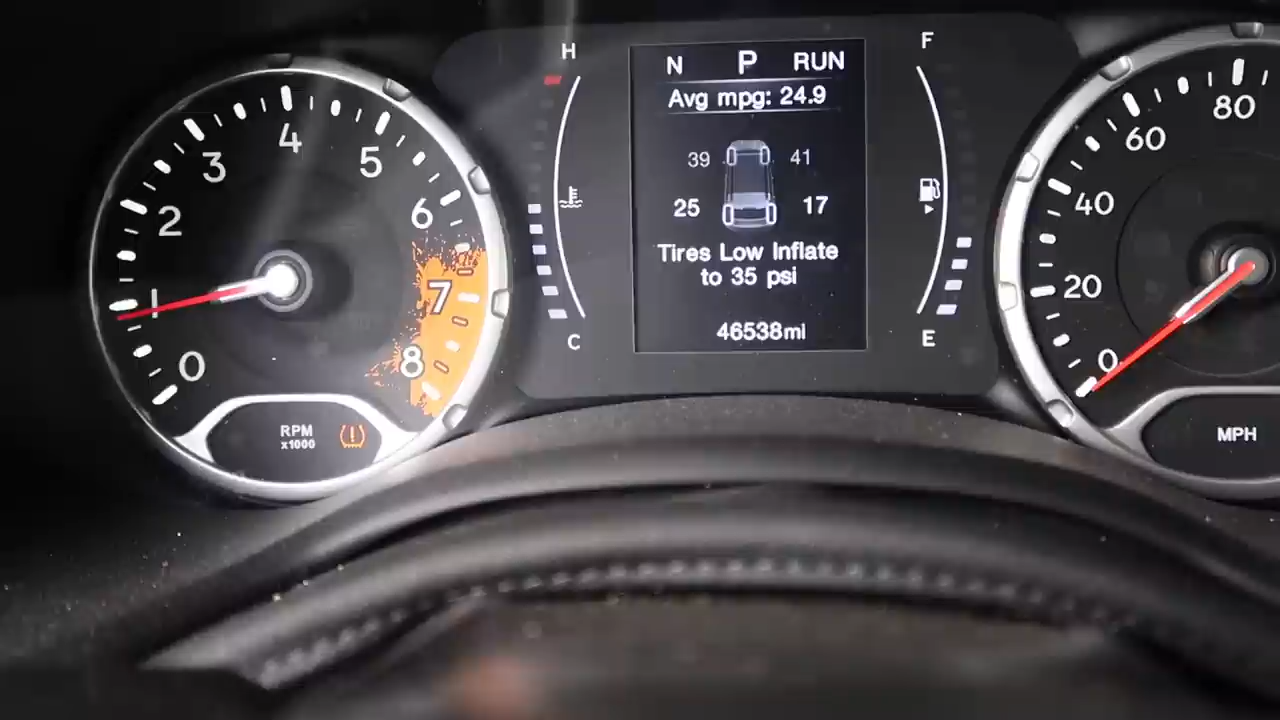 0
1
2
3
4
5
6
7
8
RPM
x1000
H
C
N P RUN
Avg mpg: 24.9
39 41
25 17
Tires Low Inflate
to 35 psi
46538mi
F
E
0
20
40
60
80
MPH